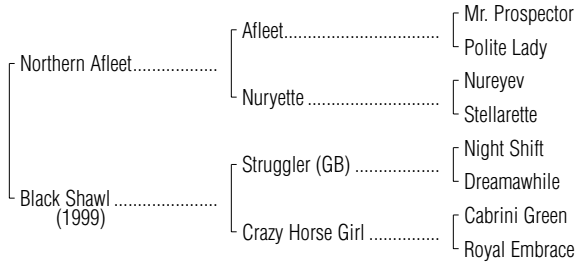 Mr. Prospector
Afleet
Polite Lady
Northern Afleet
Nureyev
Nuryette
Stellarette
Night Shift
Struggler (GB)
Dreamawhile
Black Shawl
(1999)
Cabrini Green
Crazy Horse Girl
Royal Embrace